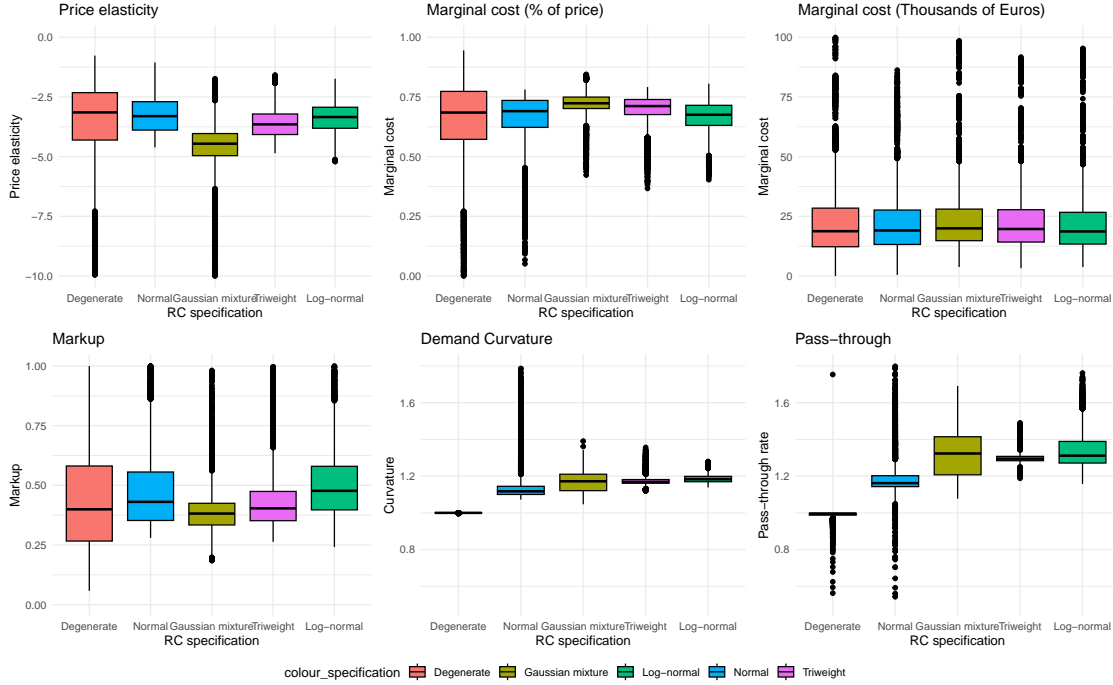 Price elasticity
Marginal cost (% of price)
Marginal cost (Thousands of Euros)
Price elasticity
0.0
−2.5
−5.0
−7.5
−10.0
Degenerate Normal Gaussian mixture Triweight Log−normal
RC specification
Marginal cost
1.00
0.75
0.50
0.25
0.00
Degenerate Normal Gaussian mixture Triweight Log−normal
RC specification
Marginal cost
100
75
50
25
0
Degenerate Normal Gaussian mixture Triweight Log−normal
RC specification
Markup
Demand Curvature
Pass−through
Markup
1.00
0.75
0.50
0.25
0.00
Degenerate Normal Gaussian mixture Triweight Log−normal
RC specification
Curvature
1.6
1.2
0.8
Degenerate Normal Gaussian mixture Triweight Log−normal
RC specification
Pass−through rate
1.6
1.2
0.8
Degenerate Normal Gaussian mixture Triweight Log−normal
RC specification
colour_specification Degenerate Gaussian mixture Log−normal Normal Triweight